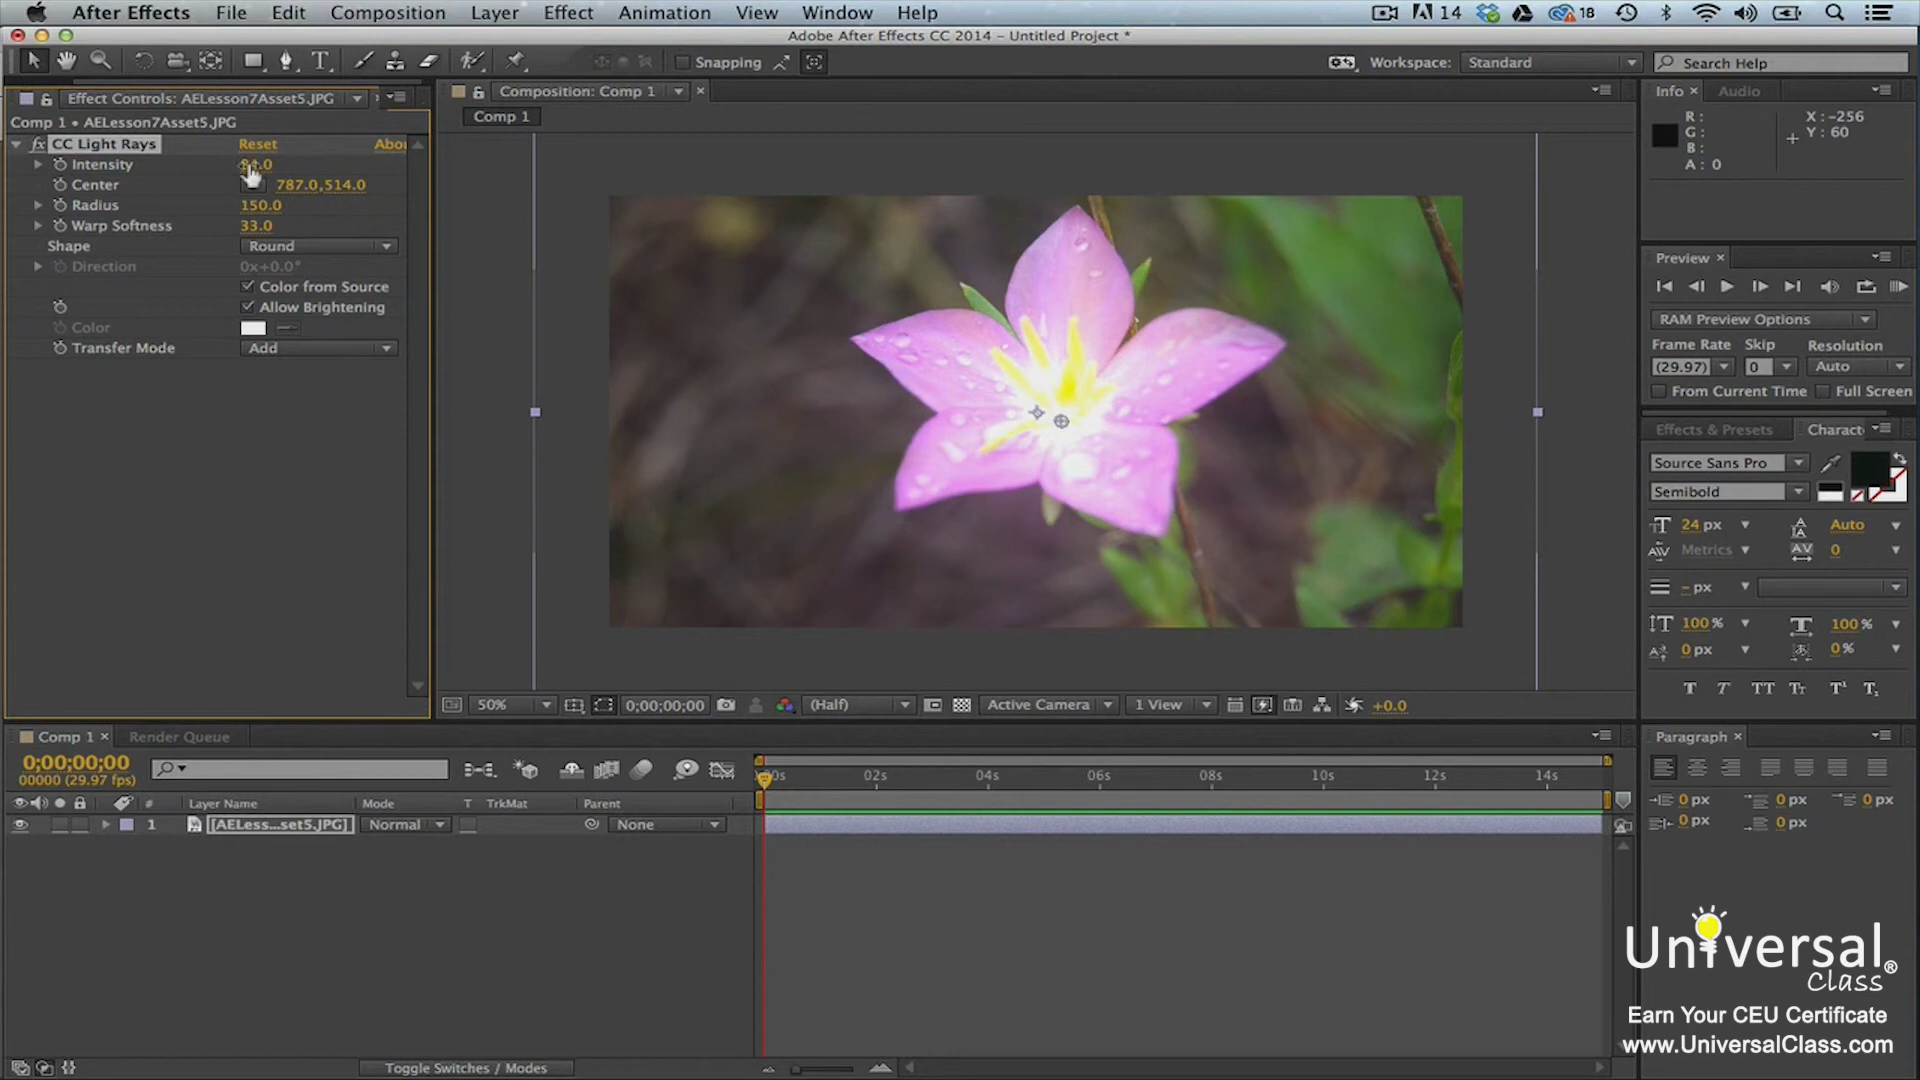 After Effects File Edit Composition Layer Effect Animation View Window Help 14 18
Adobe After Effects CC 2014 - Untitled Project *
Snapping Workspace: Standard Search Help
Effect Controls: AELesson7Asset5.JPG
Comp 1 • AELesson7Asset5.JPG
fx CC Light Rays Reset Abou
Intensity
Center 787.0,514.0
Radius 150.0
Warp Softness 33.0
Shape Round
Direction 0x+0.0°
Color from Source
Allow Brightening
Color
Transfer Mode Add
Composition: Comp 1
Comp 1
50% 0;00;00;00 (Half) Active Camera 1 View +0.0
Info Audio
R: X: -256
G: Y: 60
B:
A: 0
Preview
RAM Preview Options
Frame Rate Skip Resolution
(29.97) 0 Auto
From Current Time Full Screen
Effects & Presets Charact
Source Sans Pro
Semibold
24 px Auto
Metrics 0
- px
100 % 100 %
0 px 0 %
T T TT Tt T¹ T₁
Comp 1 Render Queue
0;00;00;00
00000 (29.97 fps)
# Layer Name Mode T TrkMat Parent
1 [AELess...set5.JPG] Normal None
02s 04s 06s 08s 10s 12s 14s
Toggle Switches / Modes
Paragraph
0 px 0 px 0 px
0 px 0 px
Universal®
Class
Earn Your CEU Certificate
www.UniversalClass.com